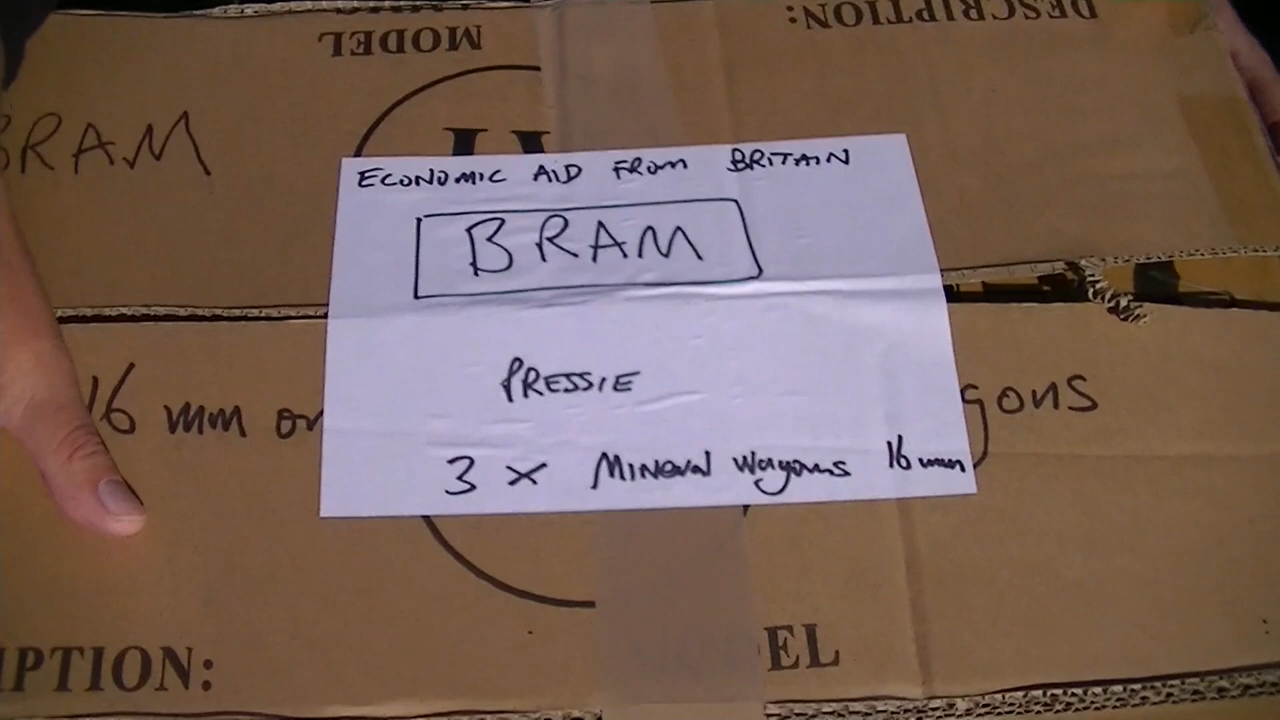 MODEL
DESCRIPTION:
BRAM
ECONOMIC AID FROM BRITAIN
BRAM
PRESSIE
3 x MINERAL WAGONS 16 mm
16 mm or
gons
IPTION:
EL